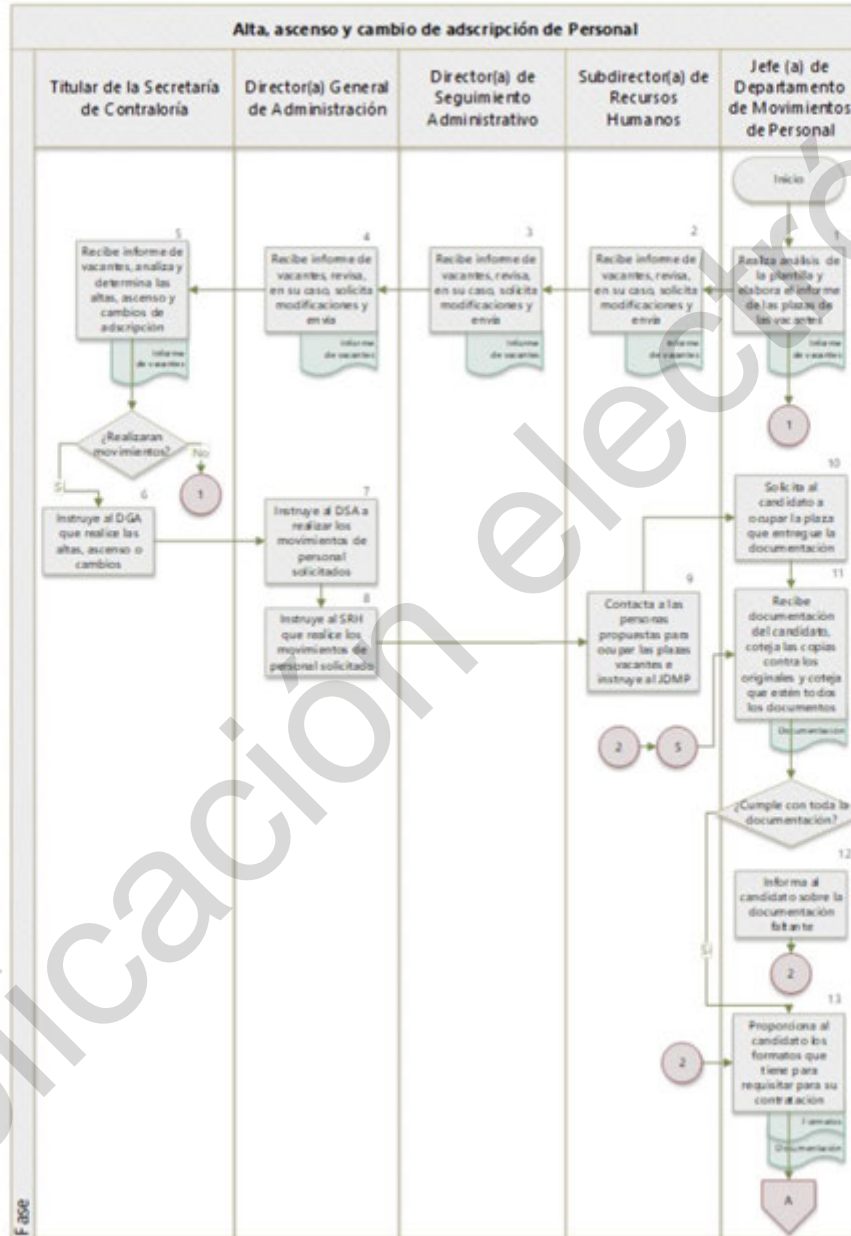 Alta, ascenso y cambio de adscripción de Personal
Titular de la Secretaría
de Contraloría
Director(a) General
de Administración
Director(a) de
Seguimiento
Administrativo
Subdirector(a) de
Recursos
Humanos
Jefe (a) de
Departamento
de Movimientos
de Personal
Inicio
1
Realiza análisis de
la plantilla y
elabora el informe
de las plazas de
las vacantes
Informe
de vacantes
1
2
Recibe informe de
vacantes, revisa,
en su caso, solicita
modificaciones y
envía
Informe
de vacantes
3
Recibe informe de
vacantes, revisa,
en su caso, solicita
modificaciones y
envía
Informe
de vacantes
4
Recibe informe de
vacantes, revisa,
en su caso, solicita
modificaciones y
envía
Informe
de vacantes
5
Recibe informe de
vacantes, analiza y
determina las
altas, ascenso y
cambios de
adscripción
Informe
de vacantes
¿Realizaran
movimientos?
No
1
Sí
6
Instruye al DGA
que realice las
altas, ascenso o
cambios
7
Instruye al DSA a
realizar los
movimientos de
personal
solicitados
8
Instruye al SRH
que realice los
movimientos de
personal solicitado
9
Contacta a las
personas
propuestas para
ocupar las plazas
vacantes e
instruye al JDMP
10
Solicita al
candidato a
ocupar la plaza
que entregue la
documentación
11
Recibe
documentación
del candidato,
coteja las copias
contra los
originales y coteja
que estén todos
los documentos
Documentación
2
5
¿Cumple con toda la
documentación?
12
Informa al
candidato sobre la
documentación
faltante
2
Sí
13
Proporciona al
candidato los
formatos que
tiene para
requisitar para su
contratación
Formatos
Documentación
2
A
Fase
plicación electró